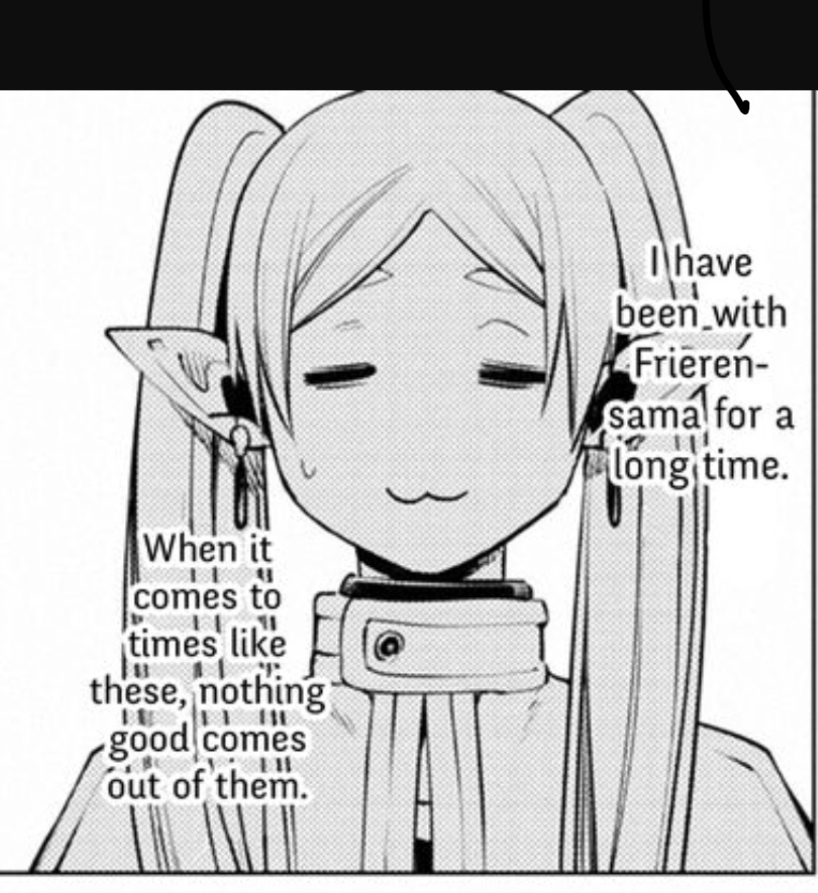 I have
been with
Frieren-
sama for a
long time.
When it
comes to
times like
these, nothing
good comes
out of them.